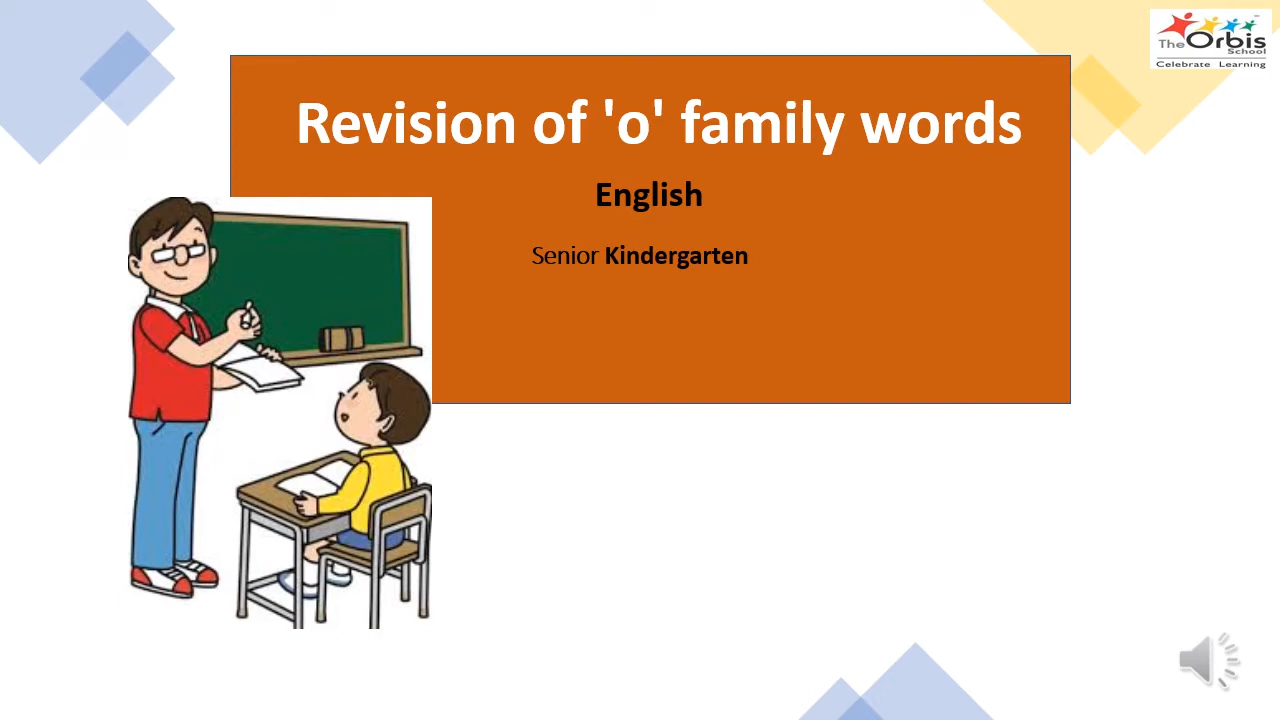 The Orbis
School
Celebrate Learning
Revision of 'o' family words
English
Senior Kindergarten